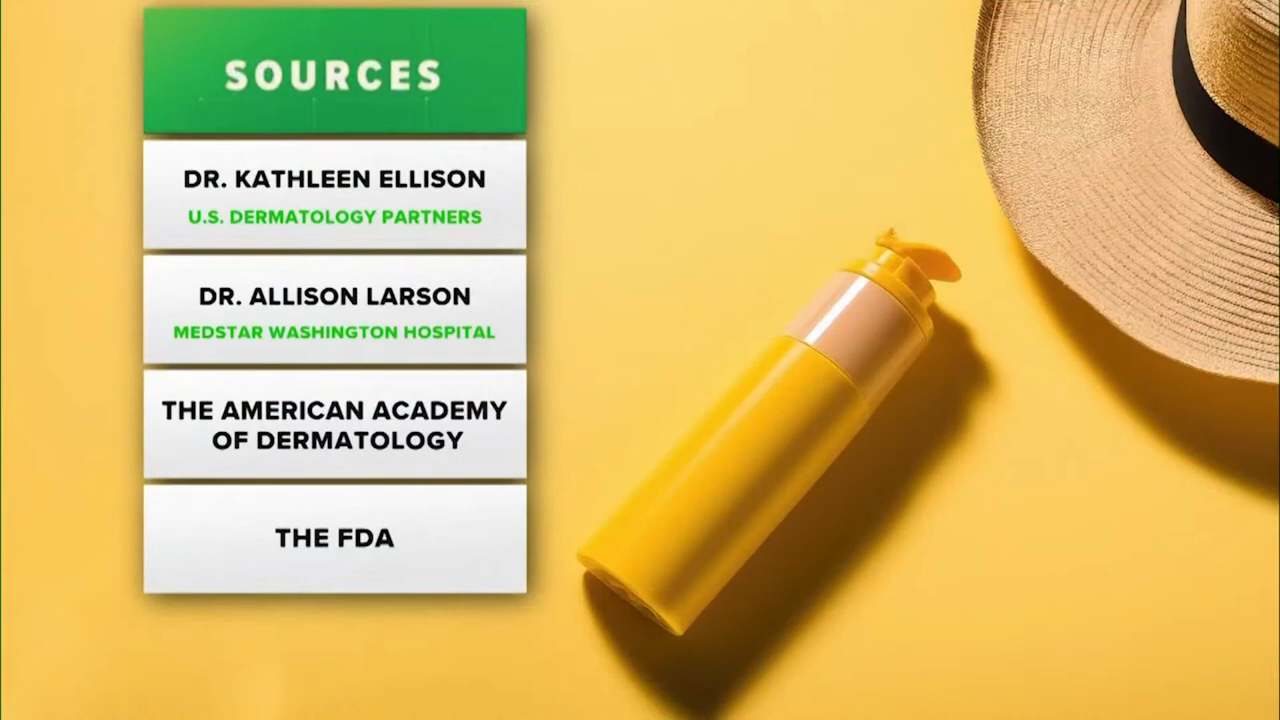 SOURCES
DR. KATHLEEN ELLISON
U.S. DERMATOLOGY PARTNERS
DR. ALLISON LARSON
MEDSTAR WASHINGTON HOSPITAL
THE AMERICAN ACADEMY
OF DERMATOLOGY
THE FDA